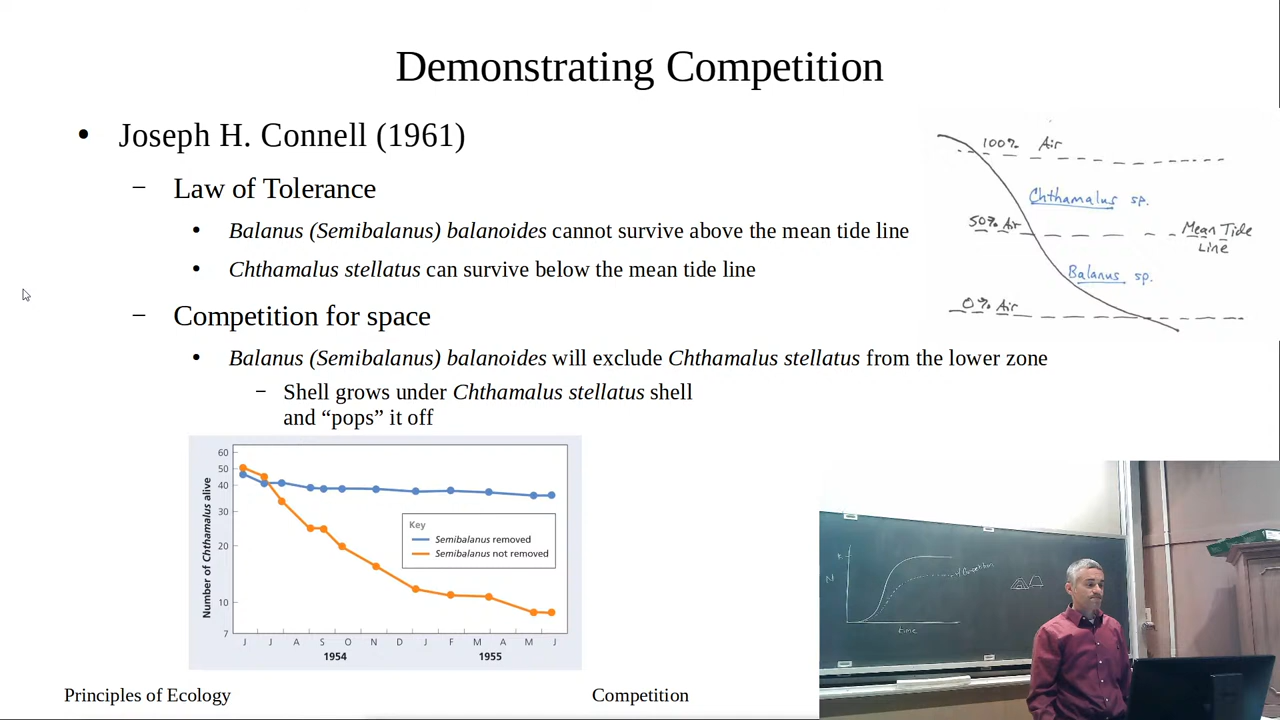 Demonstrating Competition
• Joseph H. Connell (1961)
– Law of Tolerance
• Balanus (Semibalanus) balanoides cannot survive above the mean tide line
• Chthamalus stellatus can survive below the mean tide line
– Competition for space
• Balanus (Semibalanus) balanoides will exclude Chthamalus stellatus from the lower zone
– Shell grows under Chthamalus stellatus shell
and “pops” it off
100% Air
Chthamalus sp.
50% Air
Mean Tide
Line
Balanus sp.
0% Air
Number of Chthamalus alive
60
50
40
30
20
10
7
Key
Semibalanus removed
Semibalanus not removed
J J A S O N D J F M A M J
1954 1955
K
N
time
Principles of Ecology
Competition